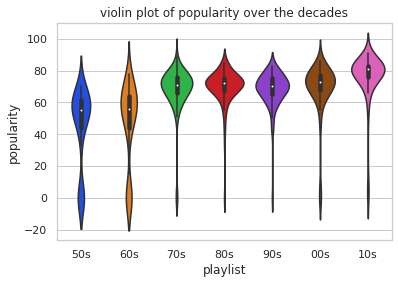 violin plot of popularity over the decades
popularity
100
80
60
40
20
0
−20
50s 60s 70s 80s 90s 00s 10s
playlist